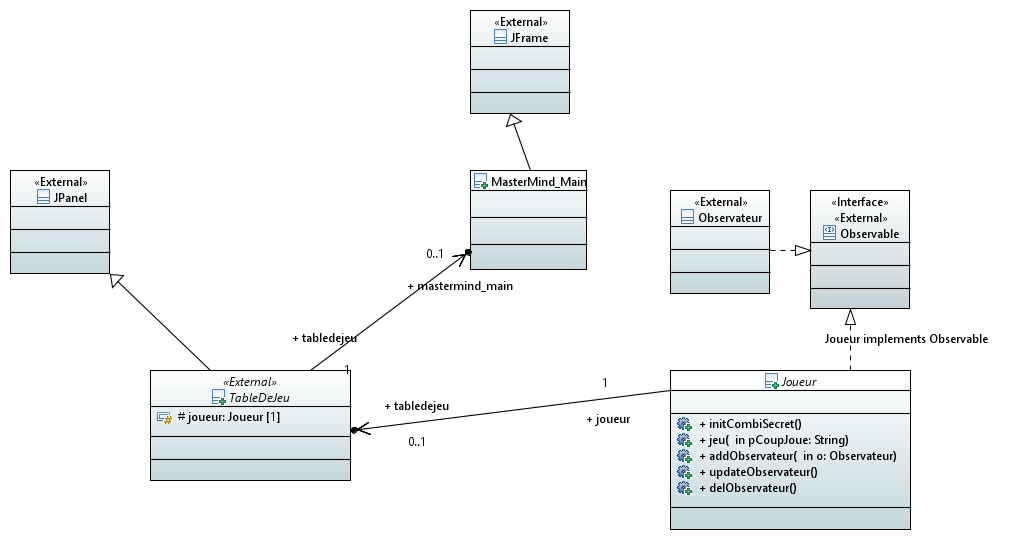 «External»
JFrame
«External»
JPanel
MasterMind_Main
«External»
Observateur
«Interface»
«External»
Observable
0..1
+ mastermind_main
+ tabledejeu
1
Joueur implements Observable
«External»
TableDeJeu
# joueur: Joueur [1]
+ tabledejeu
0..1
1
+ joueur
Joueur
+ initCombiSecret()
+ jeu( in pCoupJoue: String)
+ addObservateur( in o: Observateur)
+ updateObservateur()
+ delObservateur()